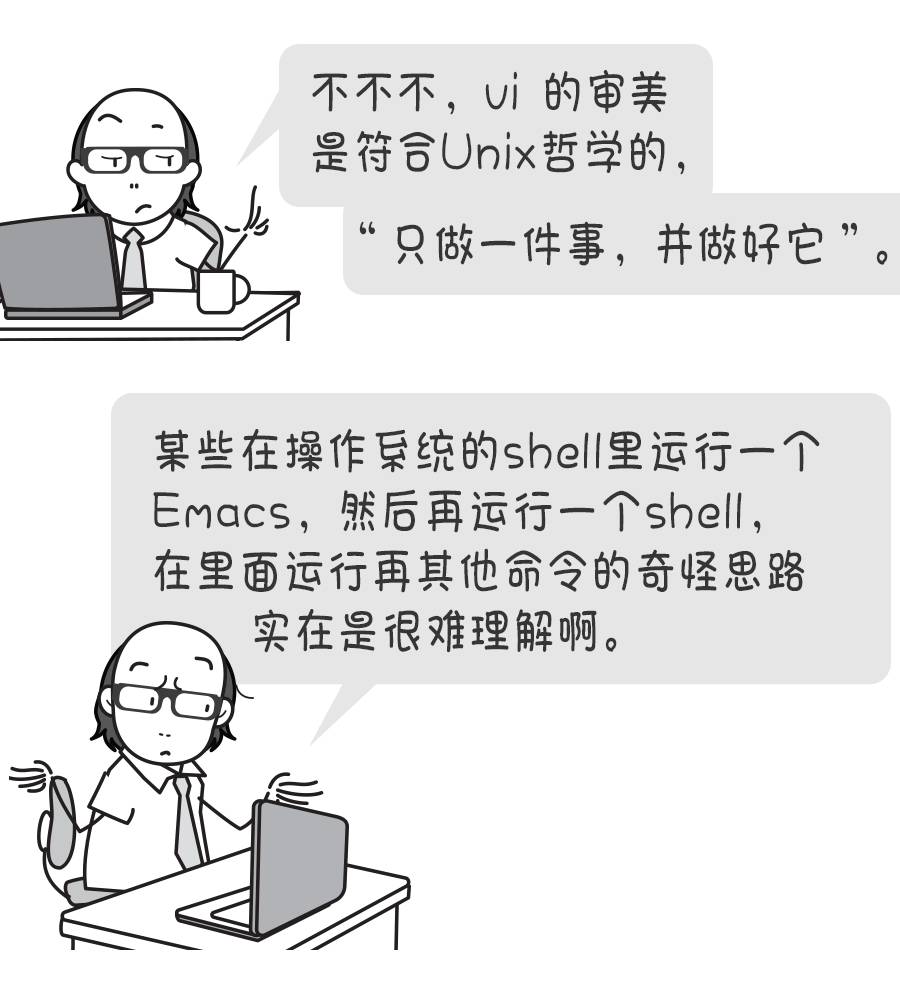 不不不，ui 的审美
是符合Unix哲学的，
“只做一件事，并做好它”。
某些在操作系统的shell里运行一个
Emacs，然后再运行一个shell，
在里面运行再其他命令的奇怪思路
实在是很难理解啊。